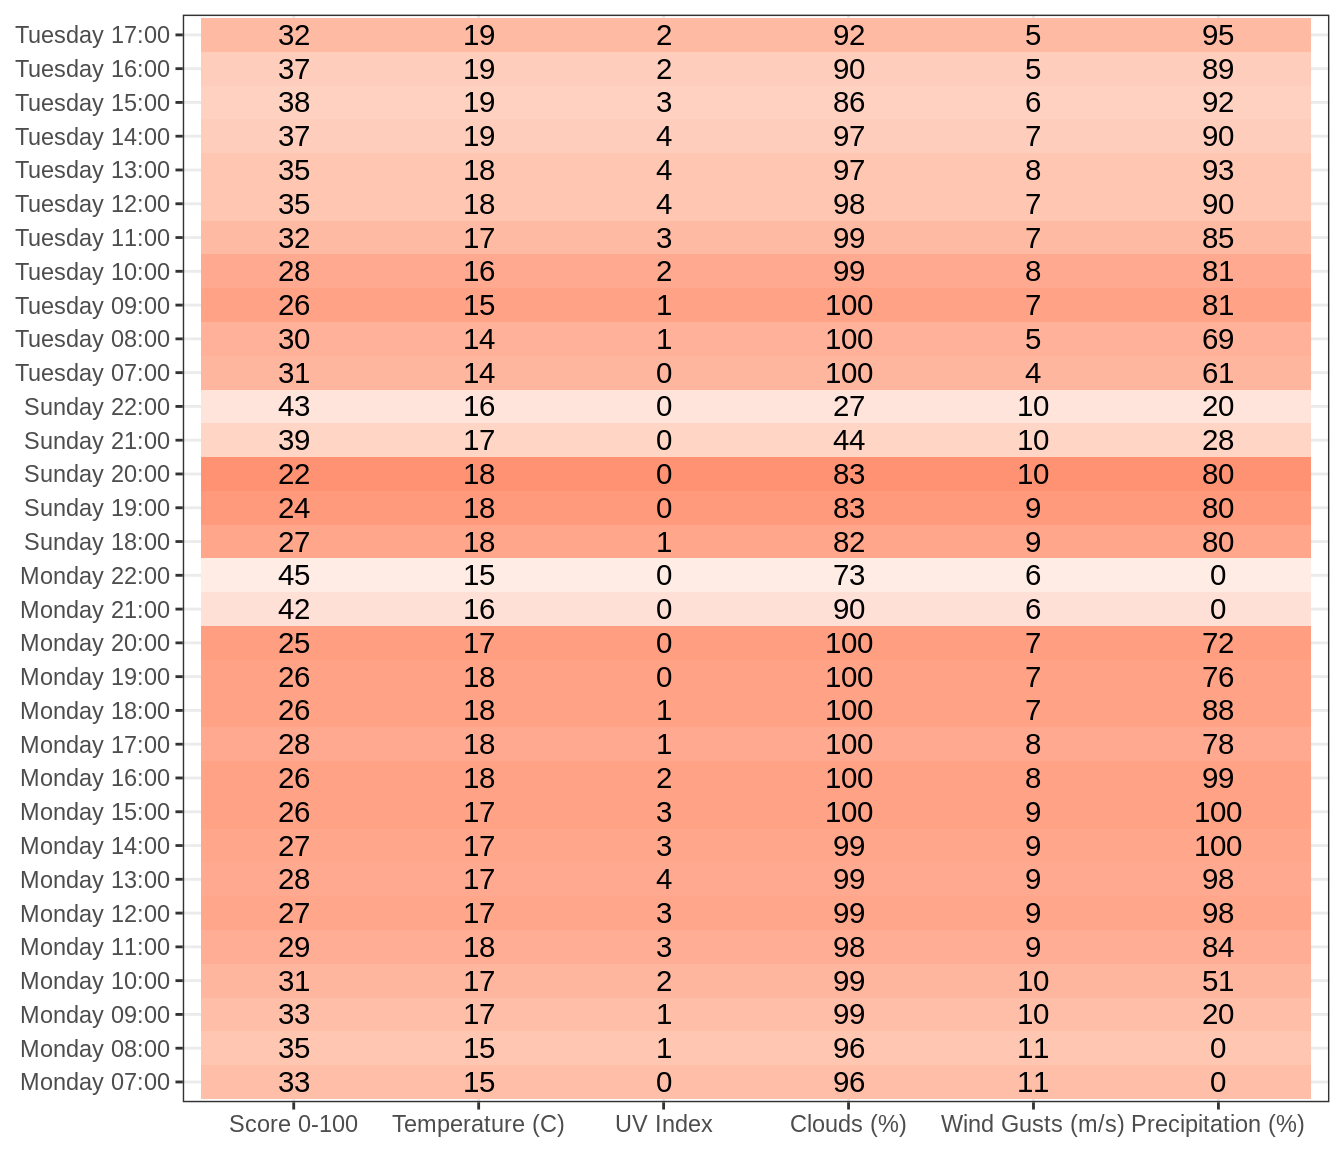 Tuesday 17:00 32 19 2 92 5 95
Tuesday 16:00 37 19 2 90 5 89
Tuesday 15:00 38 19 3 86 6 92
Tuesday 14:00 37 19 4 97 7 90
Tuesday 13:00 35 18 4 97 8 93
Tuesday 12:00 35 18 4 98 7 90
Tuesday 11:00 32 17 3 99 7 85
Tuesday 10:00 28 16 2 99 8 81
Tuesday 09:00 26 15 1 100 7 81
Tuesday 08:00 30 14 1 100 5 69
Tuesday 07:00 31 14 0 100 4 61
Sunday 22:00 43 16 0 27 10 20
Sunday 21:00 39 17 0 44 10 28
Sunday 20:00 22 18 0 83 10 80
Sunday 19:00 24 18 0 83 9 80
Sunday 18:00 27 18 1 82 9 80
Monday 22:00 45 15 0 73 6 0
Monday 21:00 42 16 0 90 6 0
Monday 20:00 25 17 0 100 7 72
Monday 19:00 26 18 0 100 7 76
Monday 18:00 26 18 1 100 7 88
Monday 17:00 28 18 1 100 8 78
Monday 16:00 26 18 2 100 8 99
Monday 15:00 26 17 3 100 9 100
Monday 14:00 27 17 3 99 9 100
Monday 13:00 28 17 4 99 9 98
Monday 12:00 27 17 3 99 9 98
Monday 11:00 29 18 3 98 9 84
Monday 10:00 31 17 2 99 10 51
Monday 09:00 33 17 1 99 10 20
Monday 08:00 35 15 1 96 11 0
Monday 07:00 33 15 0 96 11 0
Score 0-100 Temperature (C) UV Index Clouds (%) Wind Gusts (m/s) Precipitation (%)